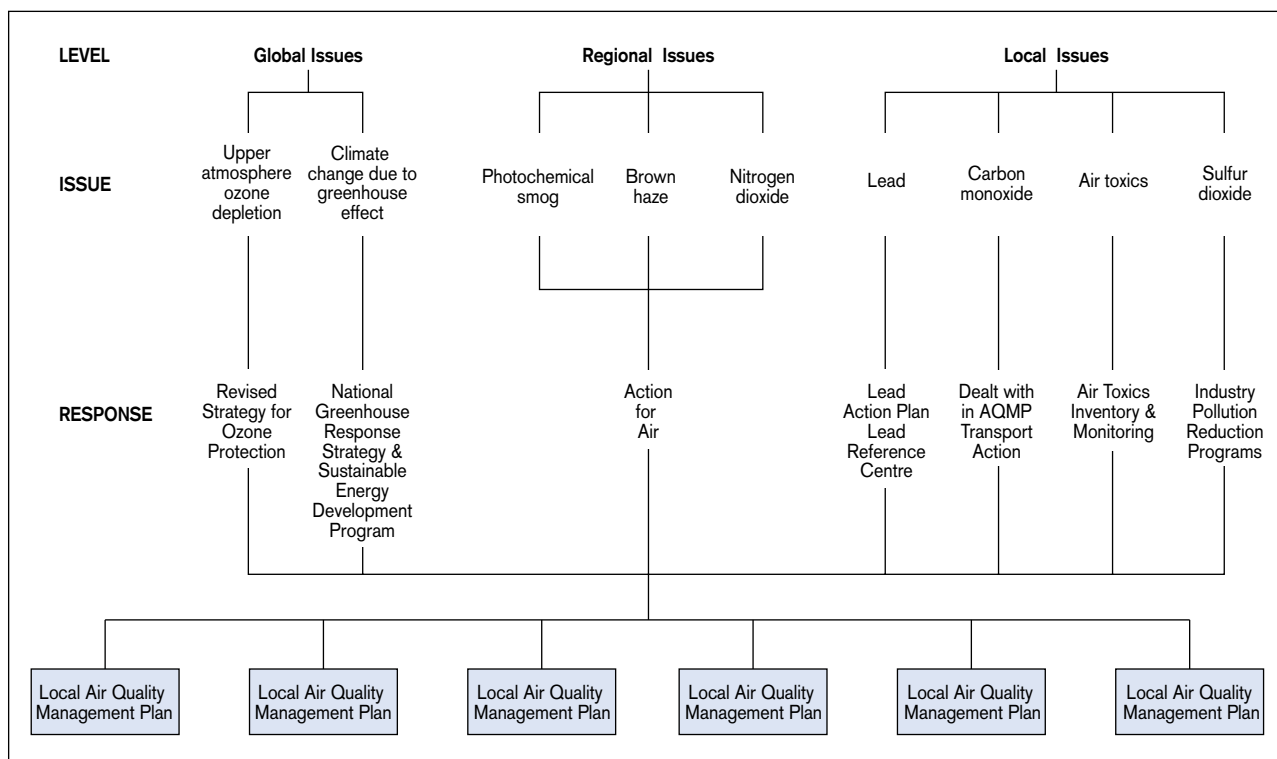 LEVEL
Global Issues
Regional Issues
Local Issues
ISSUE
Upper
atmosphere
ozone
depletion
Climate
change due to
greenhouse
effect
Photochemical
smog
Brown
haze
Nitrogen
dioxide
Lead
Carbon
monoxide
Air toxics
Sulfur
dioxide
RESPONSE
Revised
Strategy for
Ozone
Protection
National
Greenhouse
Response
Strategy &
Sustainable
Energy
Development
Program
Action
for
Air
Lead
Action Plan
Lead
Reference
Centre
Dealt with
in AQMP
Transport
Action
Air Toxics
Inventory &
Monitoring
Industry
Pollution
Reduction
Programs
Local Air Quality
Management Plan
Local Air Quality
Management Plan
Local Air Quality
Management Plan
Local Air Quality
Management Plan
Local Air Quality
Management Plan
Local Air Quality
Management Plan